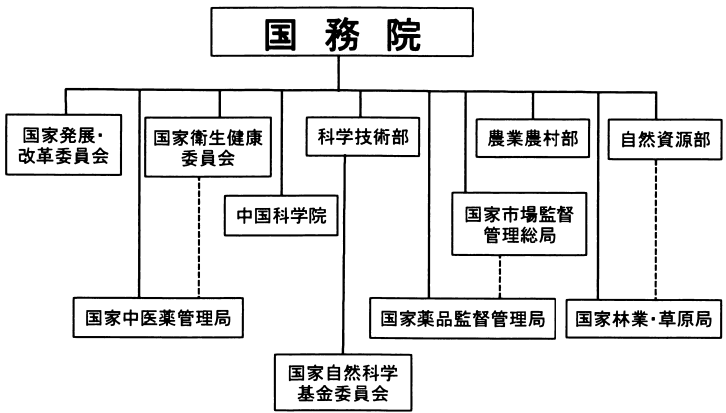 国務院
国家発展・
改革委員会
国家衛生健康
委員会
科学技術部
農業農村部
自然資源部
中国科学院
国家市場監督
管理総局
国家中医薬管理局
国家薬品監督管理局
国家林業・草原局
国家自然科学
基金委員会